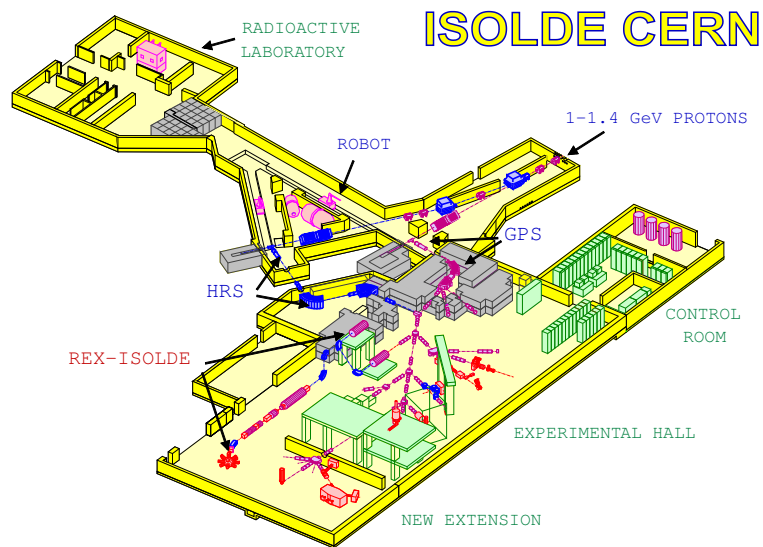 ISOLDE CERN
RADIOACTIVE
LABORATORY
1-1.4 GeV PROTONS
ROBOT
GPS
HRS
CONTROL
ROOM
REX-ISOLDE
EXPERIMENTAL HALL
NEW EXTENSION